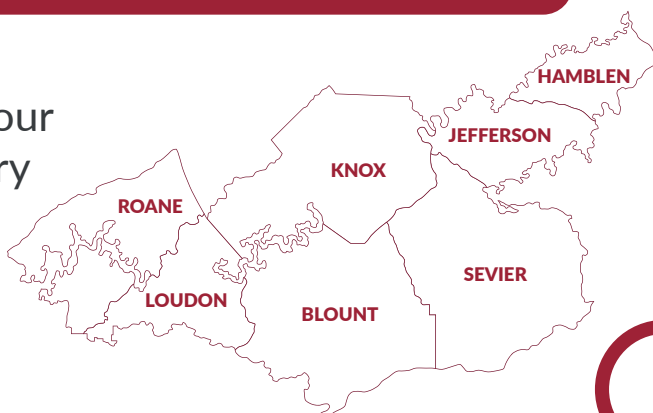 our
ry
HAMBLEN
JEFFERSON
KNOX
ROANE
SEVIER
LOUDON
BLOUNT